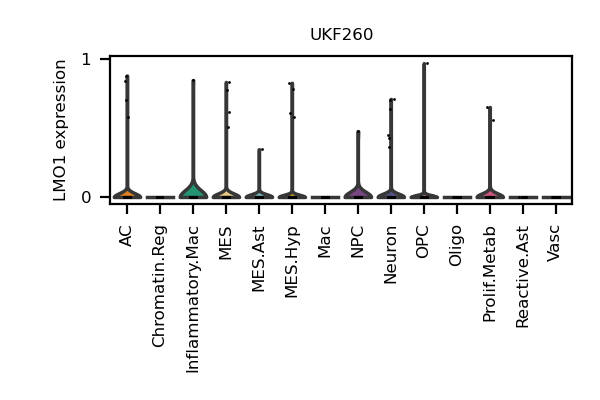 UKF260
LMO1 expression
1
0
AC
Chromatin.Reg
Inflammatory.Mac
MES
MES.Ast
MES.Hyp
Mac
NPC
Neuron
OPC
Oligo
Prolif.Metab
Reactive.Ast
Vasc